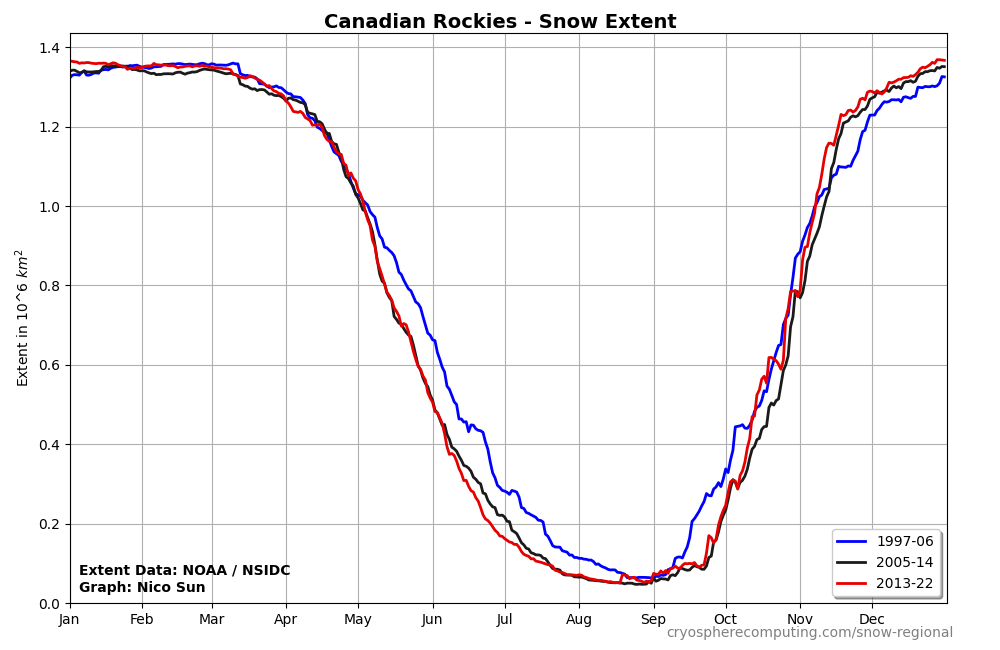 Canadian Rockies - Snow Extent
1.4
1.2
1.0
0.8
0.6
0.4
0.2
0.0
Extent in 10^6 km²
Jan Feb Mar Apr May Jun Jul Aug Sep Oct Nov Dec
1997-06
2005-14
2013-22
Extent Data: NOAA / NSIDC
Graph: Nico Sun
cryospherecomputing.com/snow-regional